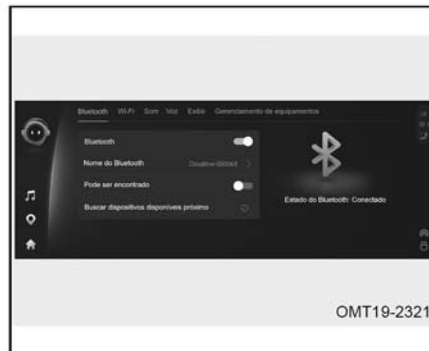 Bluetooth Wi-Fi Som Voz Exibir Gerenciamento de equipamentos
Bluetooth
Nome do Bluetooth
Pode ser encontrado
Buscar dispositivos disponíveis próximo
Estado do Bluetooth: Conectado
OMT19-2321